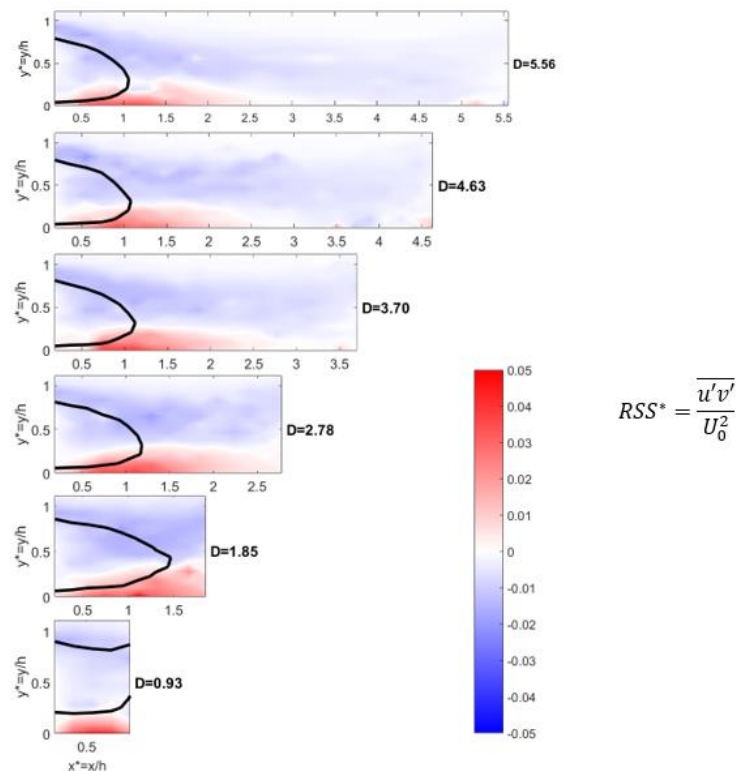 1
y*=y/h
0.5
0
0.5 1 1.5 2 2.5 3 3.5 4 4.5 5 5.5
D=5.56
1
y*=y/h
0.5
0
0.5 1 1.5 2 2.5 3 3.5 4 4.5
D=4.63
1
y*=y/h
0.5
0
0.5 1 1.5 2 2.5 3 3.5
D=3.70
1
y*=y/h
0.5
0
0.5 1 1.5 2 2.5
D=2.78
1
y*=y/h
0.5
0
0.5 1 1.5
D=1.85
1
y*=y/h
0.5
0
0.5
x*=x/h
D=0.93
0.05
0.04
0.03
0.02
0.01
0
-0.01
-0.02
-0.03
-0.04
-0.05
RSS* = u'v' / U₀²